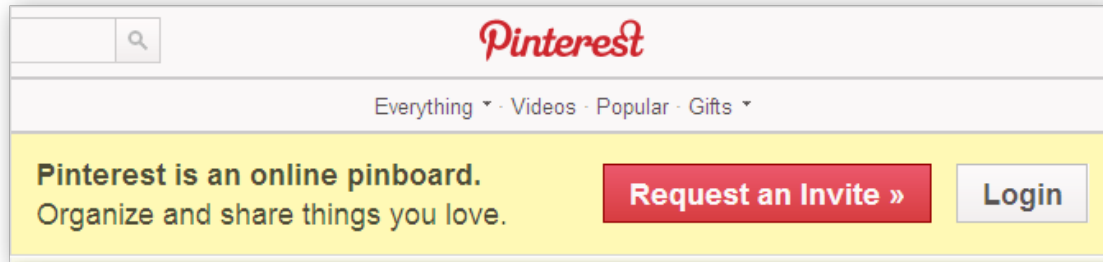 Pinterest
Everything · Videos · Popular · Gifts
Pinterest is an online pinboard.
Organize and share things you love.
Request an Invite »
Login